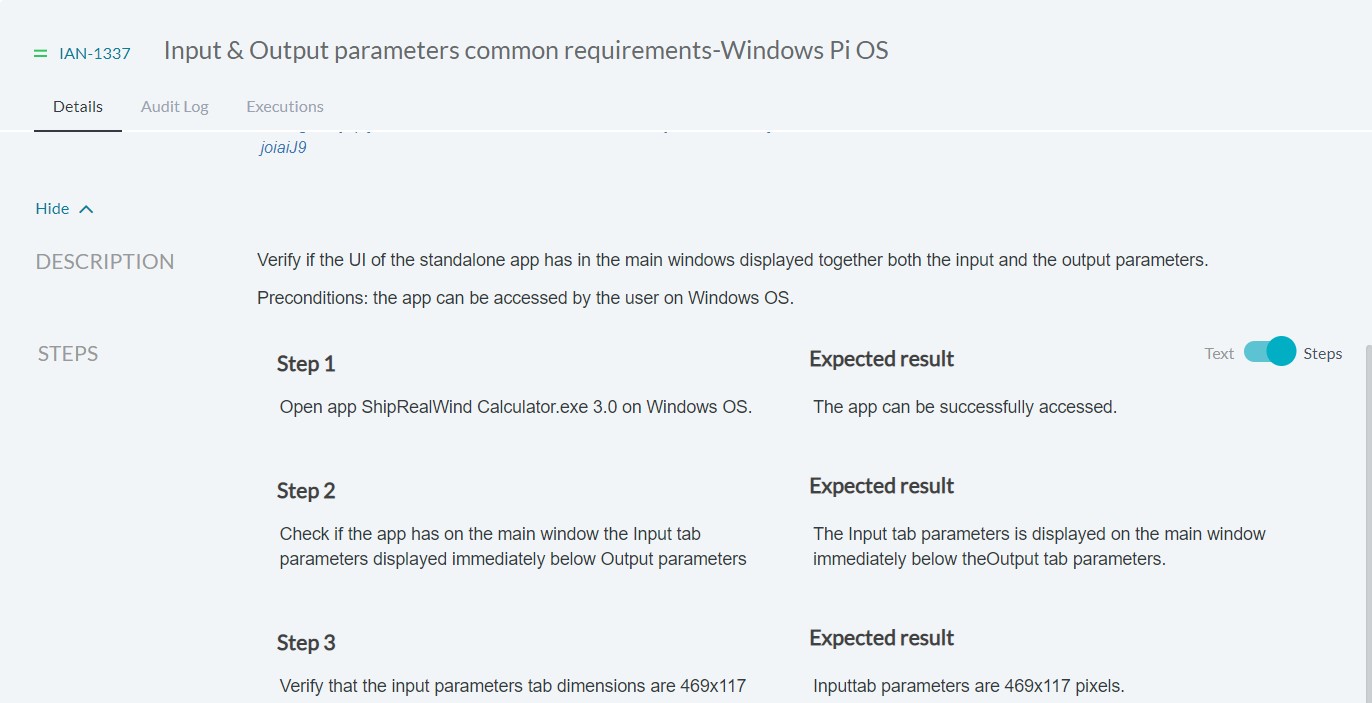 IAN-1337 Input & Output parameters common requirements-Windows Pi OS
Details Audit Log Executions
joiaiJ9
Hide
DESCRIPTION Verify if the UI of the standalone app has in the main windows displayed together both the input and the output parameters.
Preconditions: the app can be accessed by the user on Windows OS.
STEPS Step 1 Expected result Text Steps
Open app ShipRealWind Calculator.exe 3.0 on Windows OS. The app can be successfully accessed.
Step 2 Expected result
Check if the app has on the main window the Input tab The Input tab parameters is displayed on the main window
parameters displayed immediately below Output parameters immediately below theOutput tab parameters.
Step 3 Expected result
Verify that the input parameters tab dimensions are 469x117 Inputtab parameters are 469x117 pixels.